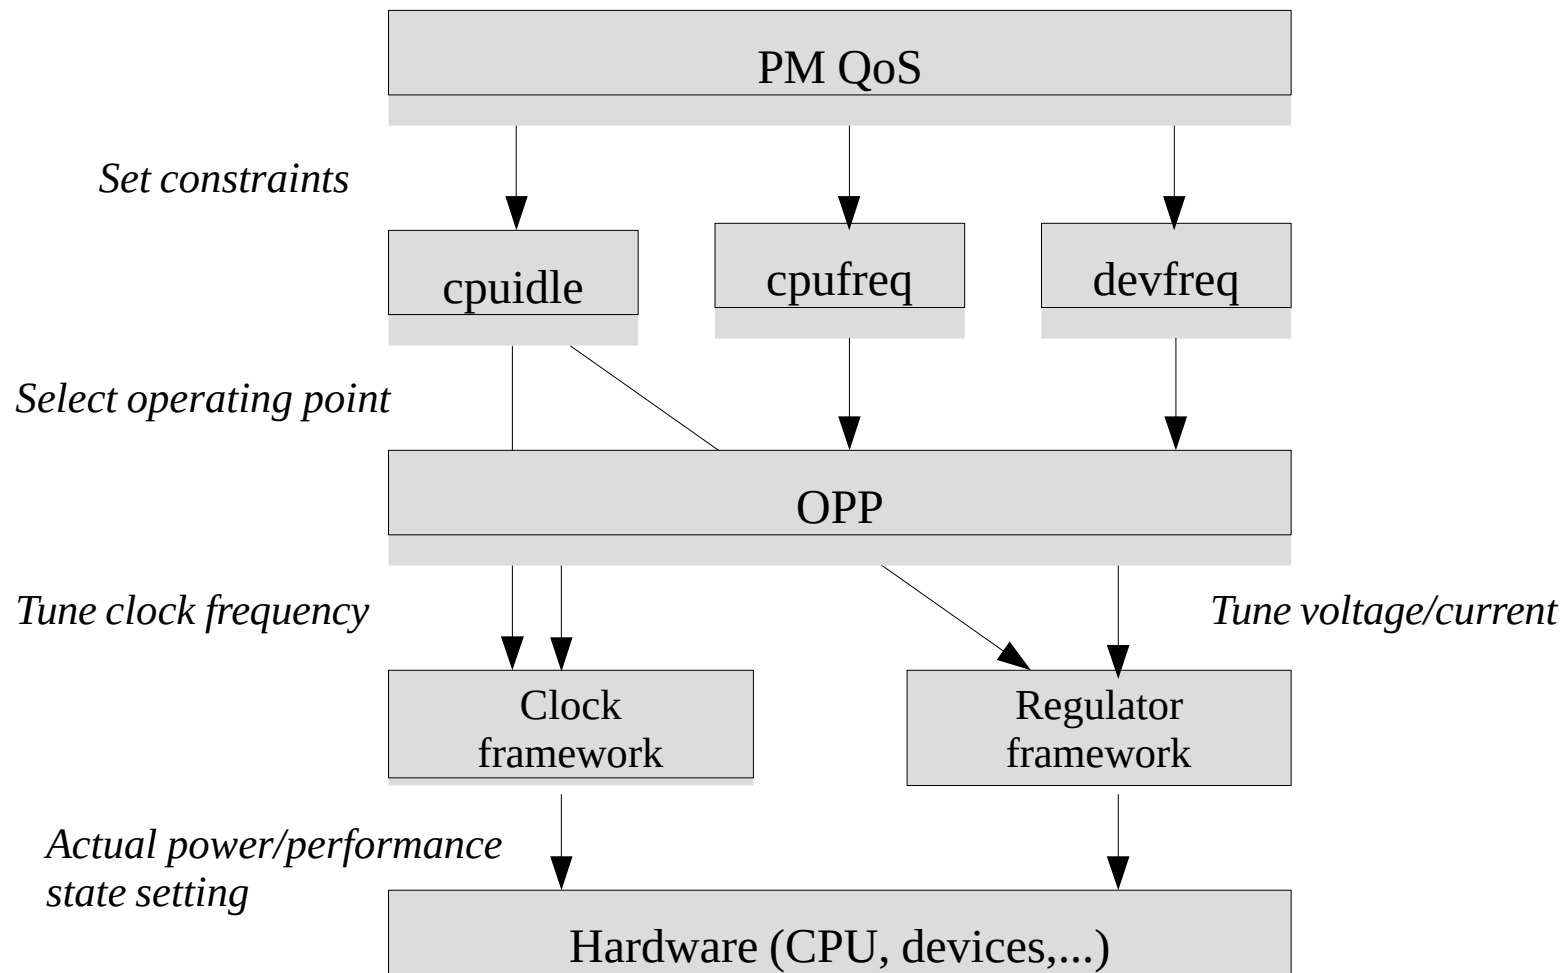 PM QoS
Set constraints
cpuidle
cpufreq
devfreq
Select operating point
OPP
Tune clock frequency
Tune voltage/current
Clock
framework
Regulator
framework
Actual power/performance
state setting
Hardware (CPU, devices,...)